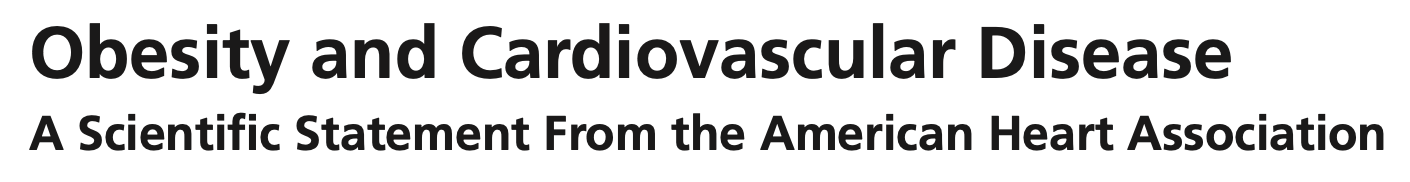 Obesity and Cardiovascular Disease
A Scientific Statement From the American Heart Association